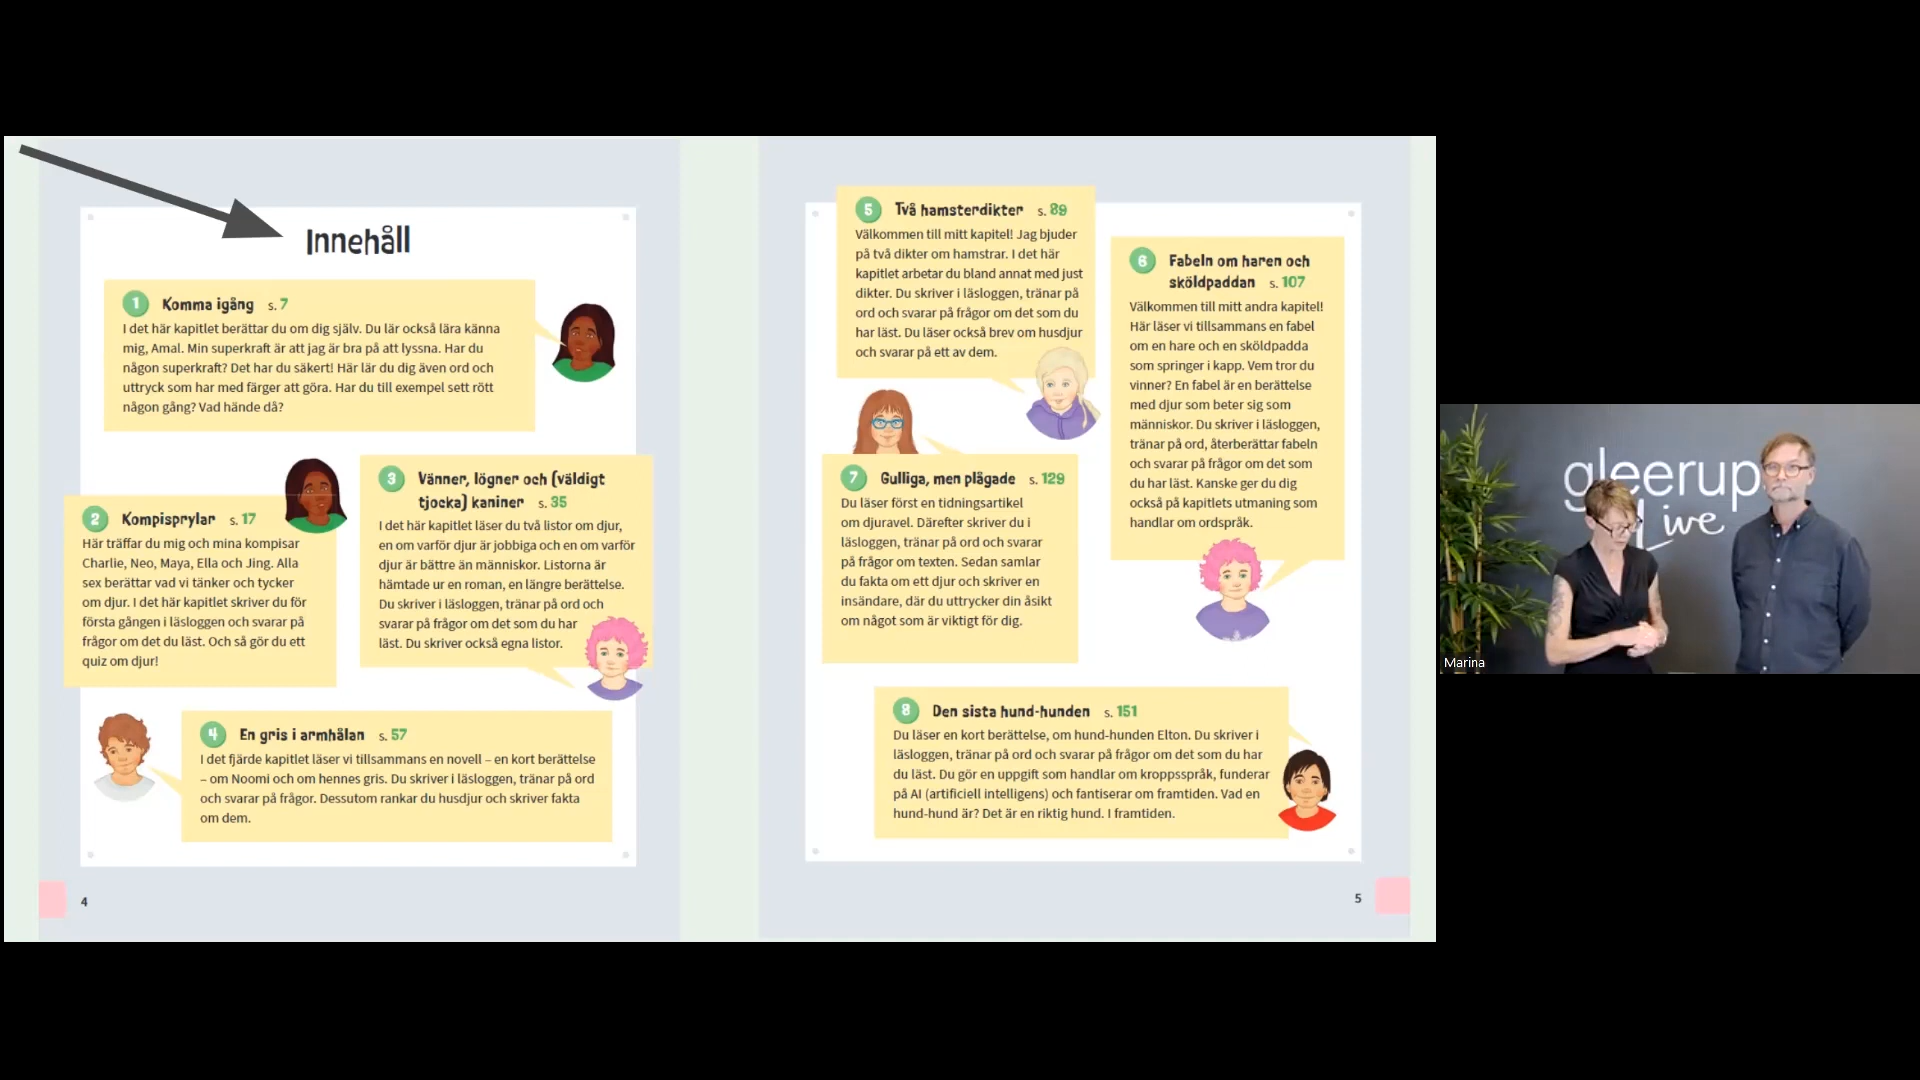 Innehåll
1 Komma igång s. 7
I det här kapitlet berättar du om dig själv. Du lär också lära känna
mig, Amal. Min superkraft är att jag är bra på att lyssna. Har du
någon superkraft? Det har du säkert! Här lär du dig även ord och
uttryck som har med färger att göra. Har du till exempel sett rött
någon gång? Vad hände då?
2 Kompisprylar s. 17
Här träffar du mig och mina kompisar
Charlie, Neo, Maya, Ella och Jing. Alla
sex berättar vad vi tänker och tycker
om djur. I det här kapitlet skriver du för
första gången i läsloggen och svarar på
frågor om det du läst. Och så gör du ett
quiz om djur!
3 Vänner, lögner och (väldigt
tjocka) kaniner s. 35
I det här kapitlet läser du två listor om djur,
en om varför djur är jobbiga och en om varför
djur är bättre än människor. Listorna är
hämtade ur en roman, en längre berättelse.
Du skriver i läsloggen, tränar på ord och
svarar på frågor om det som du har
läst. Du skriver också egna listor.
4 En gris i armhålan s. 57
I det fjärde kapitlet läser vi tillsammans en novell – en kort berättelse
– om Noomi och om hennes gris. Du skriver i läsloggen, tränar på ord
och svarar på frågor. Dessutom rankar du husdjur och skriver fakta
om dem.
4
5 Två hamsterdikter s. 89
Välkommen till mitt kapitel! Jag bjuder
på två dikter om hamstrar. I det här
kapitlet arbetar du bland annat med just
dikter. Du skriver i läsloggen, tränar på
ord och svarar på frågor om det som du
har läst. Du läser också brev om husdjur
och svarar på ett av dem.
6 Fabeln om haren och
sköldpaddan s. 107
Välkommen till mitt andra kapitel!
Här läser vi tillsammans en fabel
om en hare och en sköldpadda
som springer i kapp. Vem tror du
vinner? En fabel är en berättelse
med djur som beter sig som
människor. Du skriver i läsloggen,
tränar på ord, återberättar fabeln
och svarar på frågor om det som
du har läst. Kanske ger du dig
också på kapitlets utmaning som
handlar om ordspråk.
7 Gulliga, men plågade s. 129
Du läser först en tidningsartikel
om djuravel. Därefter skriver du i
läsloggen, tränar på ord och svarar
på frågor om texten. Sedan samlar
du fakta om ett djur och skriver en
insändare, där du uttrycker din åsikt
om något som är viktigt för dig.
8 Den sista hund-hunden s. 151
Du läser en kort berättelse, om hund-hunden Elton. Du skriver i
läsloggen, tränar på ord och svarar på frågor om det som du har
du läst. Du gör en uppgift som handlar om kroppsspråk, funderar
på AI (artificiell intelligens) och fantiserar om framtiden. Vad en
hund-hund är? Det är en riktig hund. I framtiden.
5
gleerup
Live
Marina